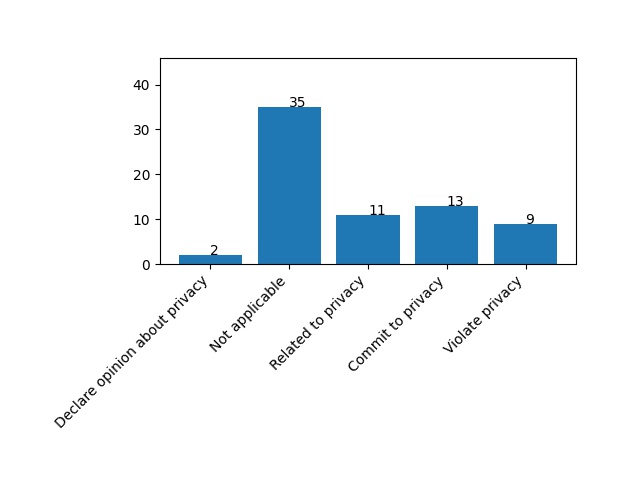 40
30
20
10
0
2
35
11
13
9
Declare opinion about privacy
Not applicable
Related to privacy
Commit to privacy
Violate privacy